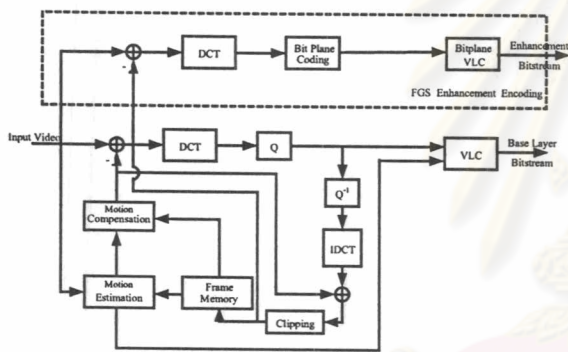 DCT
Bit Plane
Coding
Bitplane
VLC
Enhancement
Bitstream
FGS Enhancement Encoding
Input Video
DCT
Q
VLC
Base Layer
Bitstream
Q-1
Motion
Compensation
IDCT
Motion
Estimation
Frame
Memory
Clipping